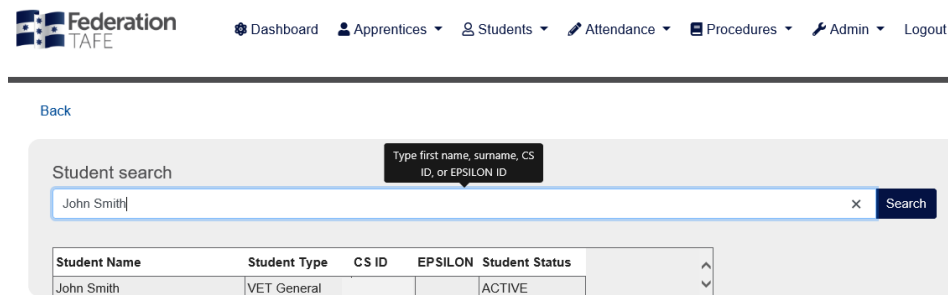 Federation
TAFE
Dashboard Apprentices Students Attendance Procedures Admin Logout
Back
Type first name, surname, CS
ID, or EPSILON ID
Student search
John Smith × Search
Student Name Student Type CS ID EPSILON Student Status
John Smith VET General ACTIVE